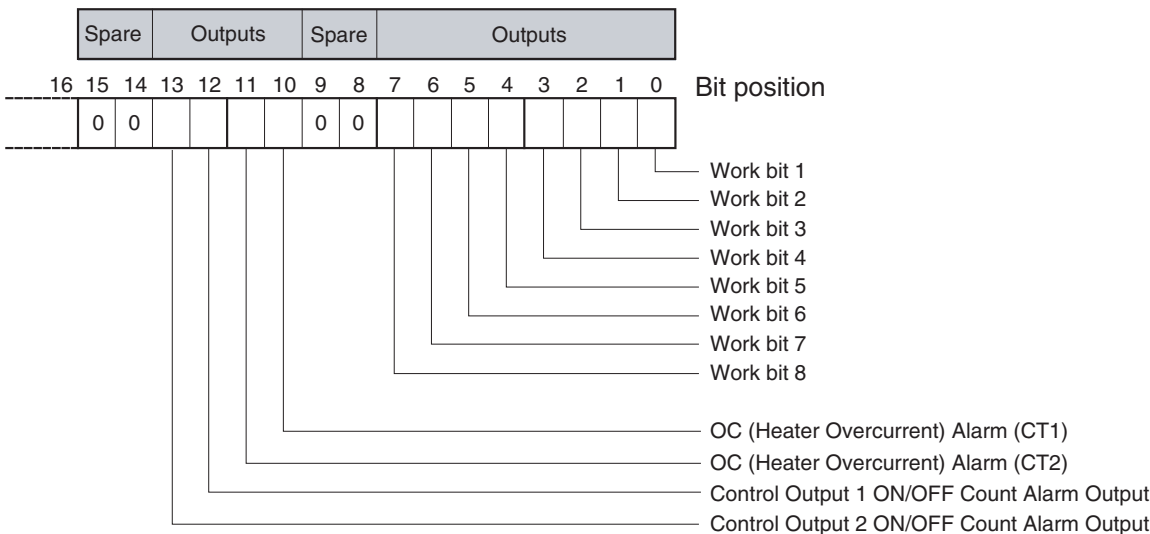 Spare Outputs Spare Outputs
16 15 14 13 12 11 10 9 8 7 6 5 4 3 2 1 0 Bit position
0 0 0 0
Work bit 1
Work bit 2
Work bit 3
Work bit 4
Work bit 5
Work bit 6
Work bit 7
Work bit 8
OC (Heater Overcurrent) Alarm (CT1)
OC (Heater Overcurrent) Alarm (CT2)
Control Output 1 ON/OFF Count Alarm Output
Control Output 2 ON/OFF Count Alarm Output